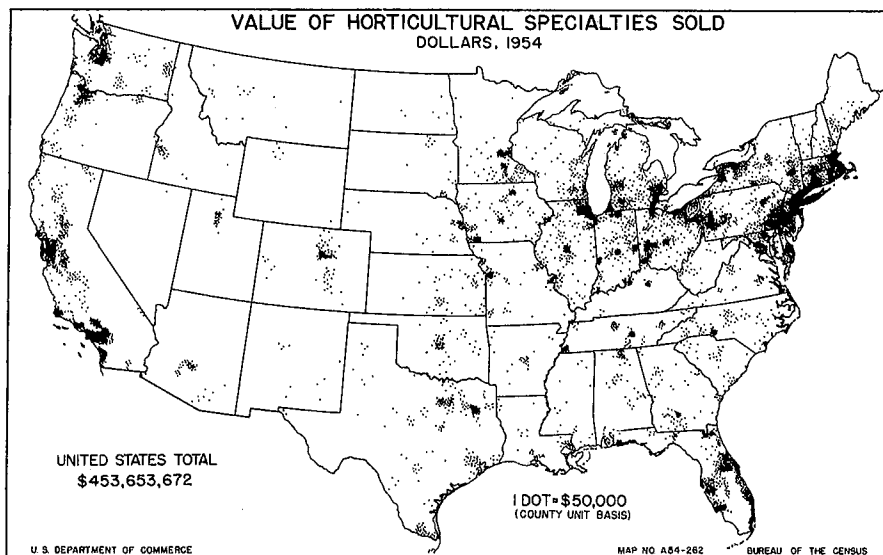 VALUE OF HORTICULTURAL SPECIALTIES SOLD
DOLLARS, 1954
UNITED STATES TOTAL
$453,653,672
1 DOT=$50,000
(COUNTY UNIT BASIS)
U. S. DEPARTMENT OF COMMERCE
MAP NO. A54-262
BUREAU OF THE CENSUS